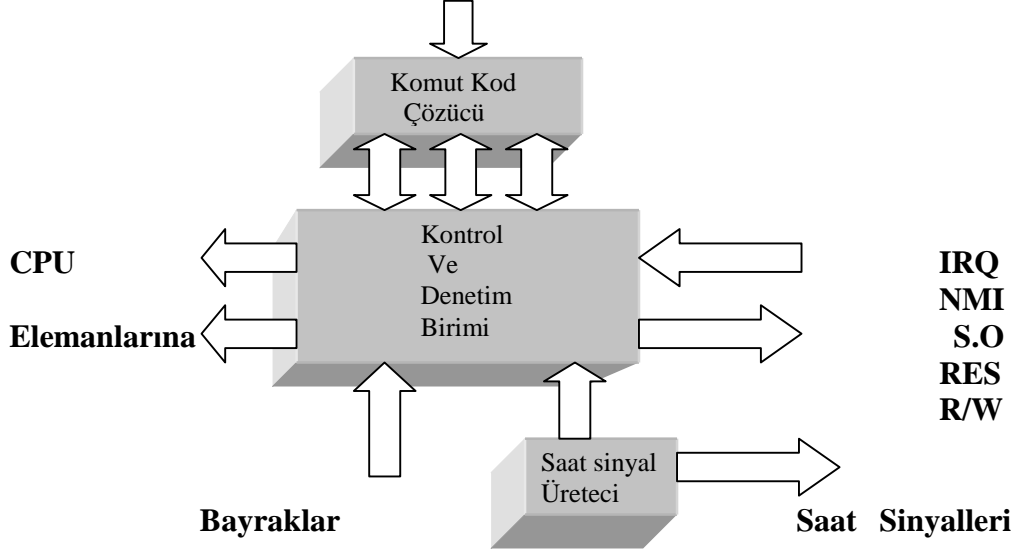 Komut Kod
Çözücü
Kontrol
Ve
Denetim
Birimi
CPU
Elemanlarına
IRQ
NMI
S.O
RES
R/W
Saat sinyal
Üreteci
Bayraklar
Saat Sinyalleri